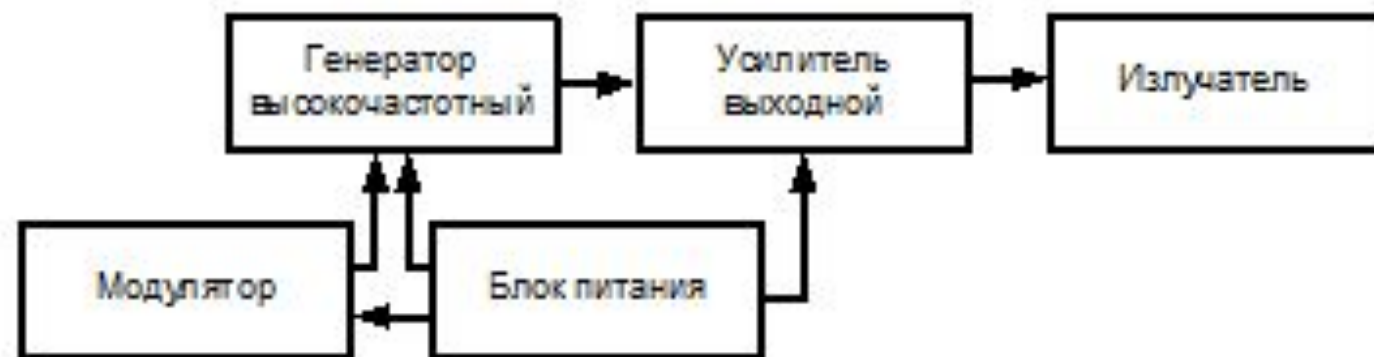 Генератор
высокочастотный
Усилитель
выходной
Излучатель
Модулятор
Блок питания